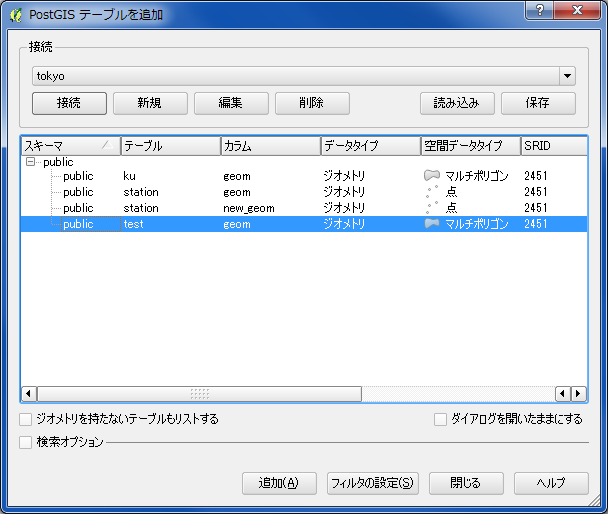 PostGIS テーブルを追加
接続
tokyo
接続 新規 編集 削除 読み込み 保存
スキーマ テーブル カラム データタイプ 空間データタイプ SRID
public
public ku geom ジオメトリ マルチポリゴン 2451
public station geom ジオメトリ 点 2451
public station new_geom ジオメトリ 点 2451
public test geom ジオメトリ マルチポリゴン 2451
ジオメトリを持たないテーブルもリストする ダイアログを開いたままにする
検索オプション
追加(A) フィルタの設定(S) 閉じる ヘルプ